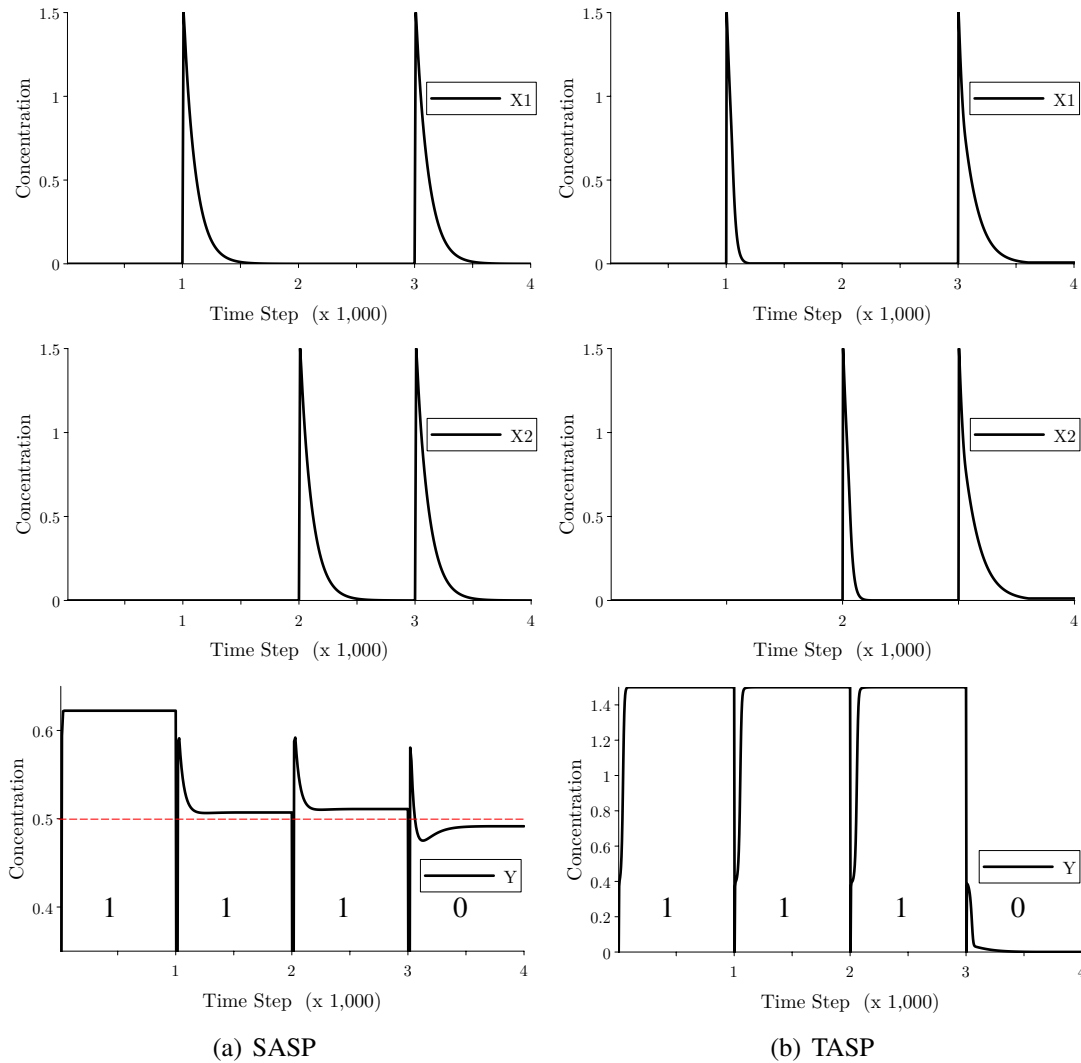 1.5
1
0.5
0
Concentration
X1
1 2 3 4
Time Step (x 1,000)
1.5
1
0.5
0
Concentration
X1
1 2 3 4
Time Step (x 1,000)
1.5
1
0.5
0
Concentration
X2
1 2 3 4
Time Step (x 1,000)
1.5
1
0.5
0
Concentration
X2
2 3 4
Time Step (x 1,000)
0.6
0.5
0.4
Concentration
Y
1 1 1 0
1 2 3 4
Time Step (x 1,000)
1.4
1.2
1
0.8
0.6
0.4
0.2
0
Concentration
Y
1 1 1 0
1 2 3 4
Time Step (x 1,000)
(a) SASP
(b) TASP